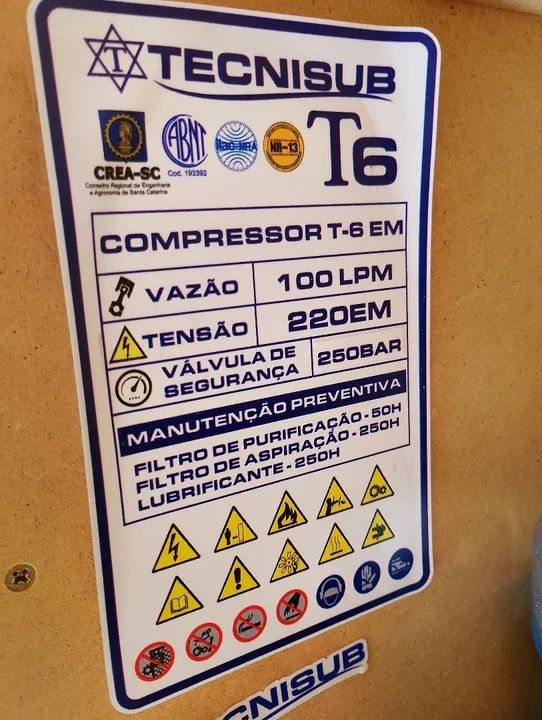 T TECNISUB
CREA-SC
Conselho Regional de Engenharia
e Agronomia de Santa Catarina
ABNT
Cod. 193392
NR-13
T6
COMPRESSOR T-6 EM
VAZÃO 100 LPM
TENSÃO 220EM
VÁLVULA DE SEGURANÇA 250BAR
MANUTENÇÃO PREVENTIVA
FILTRO DE PURIFICAÇÃO - 50H
FILTRO DE ASPIRAÇÃO - 250H
LUBRIFICANTE - 250H
CNISUB